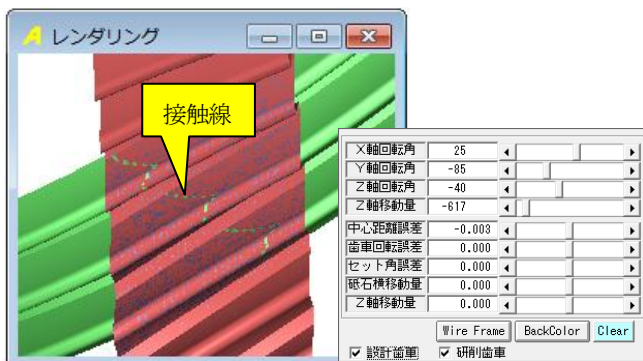 レンダリング
接触線
X軸回転角 25
Y軸回転角 -85
Z軸回転角 -40
Z軸移動量 -617
中心距離誤差 -0.003
歯車回転誤差 0.000
セット角誤差 0.000
砥石横移動量 0.000
Z軸移動量 0.000
Wire Frame BackColor Clear
設計歯車 研削歯車